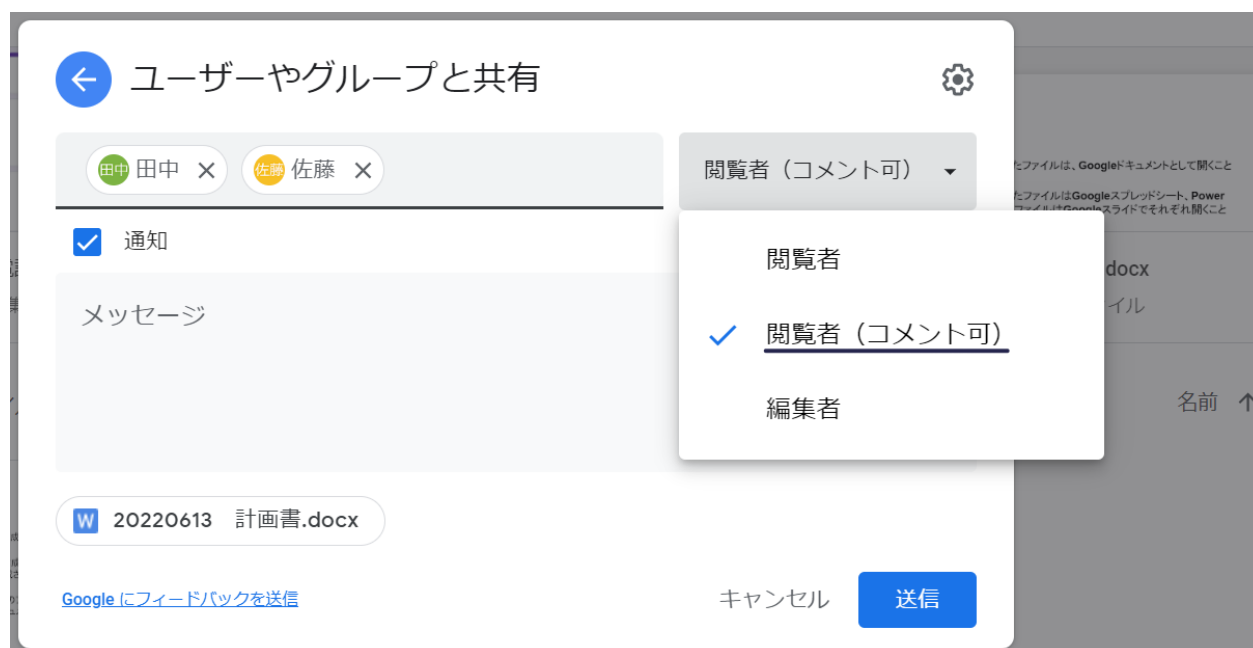 ユーザーやグループと共有
田中 田中
佐藤 佐藤
閲覧者（コメント可）
たファイルは、Googleドキュメントとして開くこと
たファイルはGoogleスプレッドシート、Power
ファイルはGoogleスライドでそれぞれ開くこと
通知
閲覧者
docx
メッセージ
イル
閲覧者（コメント可）
名前
編集者
W 20220613 計画書.docx
Google にフィードバックを送信
キャンセル
送信